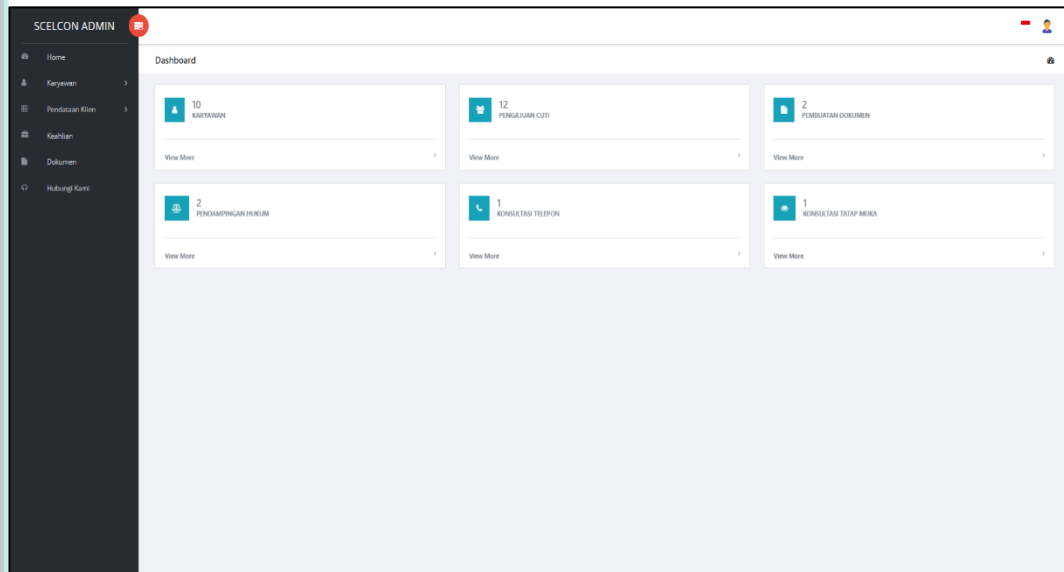 SCELCON ADMIN
Home
Karyawan
Pendataan Klien
Keahlian
Dokumen
Hubungi Kami
Dashboard
10
KARYAWAN
View More
12
PENGAJUAN CUTI
View More
2
PEMBUATAN DOKUMEN
View More
2
PENDAMPINGAN HUKUM
View More
1
KONSULTASI TELEPON
View More
1
KONSULTASI TATAP MUKA
View More